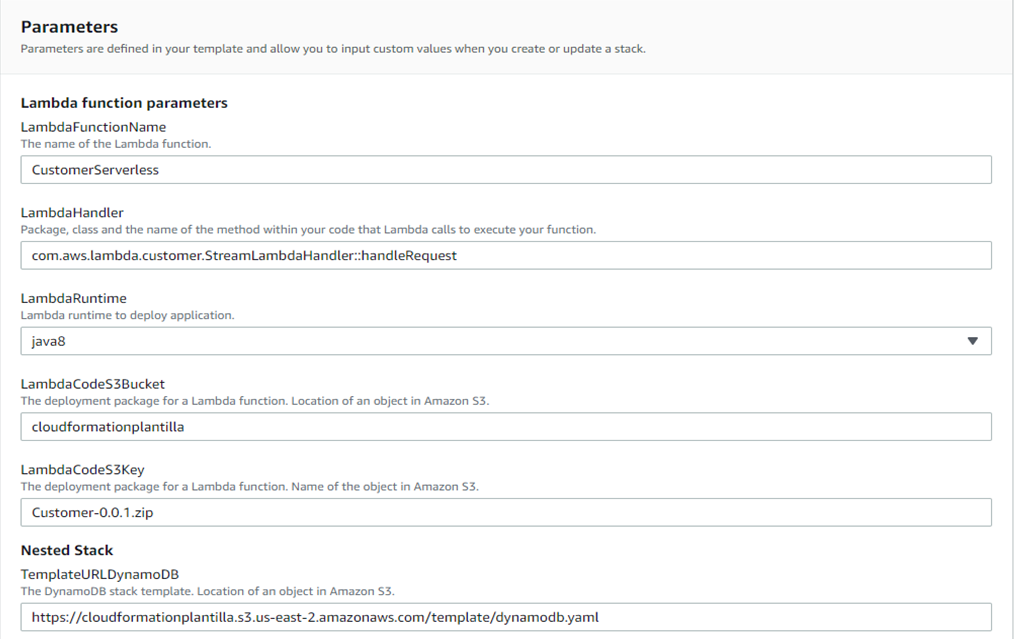 Parameters
Parameters are defined in your template and allow you to input custom values when you create or update a stack.
Lambda function parameters
LambdaFunctionName
The name of the Lambda function.
CustomerServerless
LambdaHandler
Package, class and the name of the method within your code that Lambda calls to execute your function.
com.aws.lambda.customer.StreamLambdaHandler::handleRequest
LambdaRuntime
Lambda runtime to deploy application.
java8
LambdaCodeS3Bucket
The deployment package for a Lambda function. Location of an object in Amazon S3.
cloudformationplantilla
LambdaCodeS3Key
The deployment package for a Lambda function. Name of the object in Amazon S3.
Customer-0.0.1.zip
Nested Stack
TemplateURLDynamoDB
The DynamoDB stack template. Location of an object in Amazon S3.
https://cloudformationplantilla.s3.us-east-2.amazonaws.com/template/dynamodb.yaml